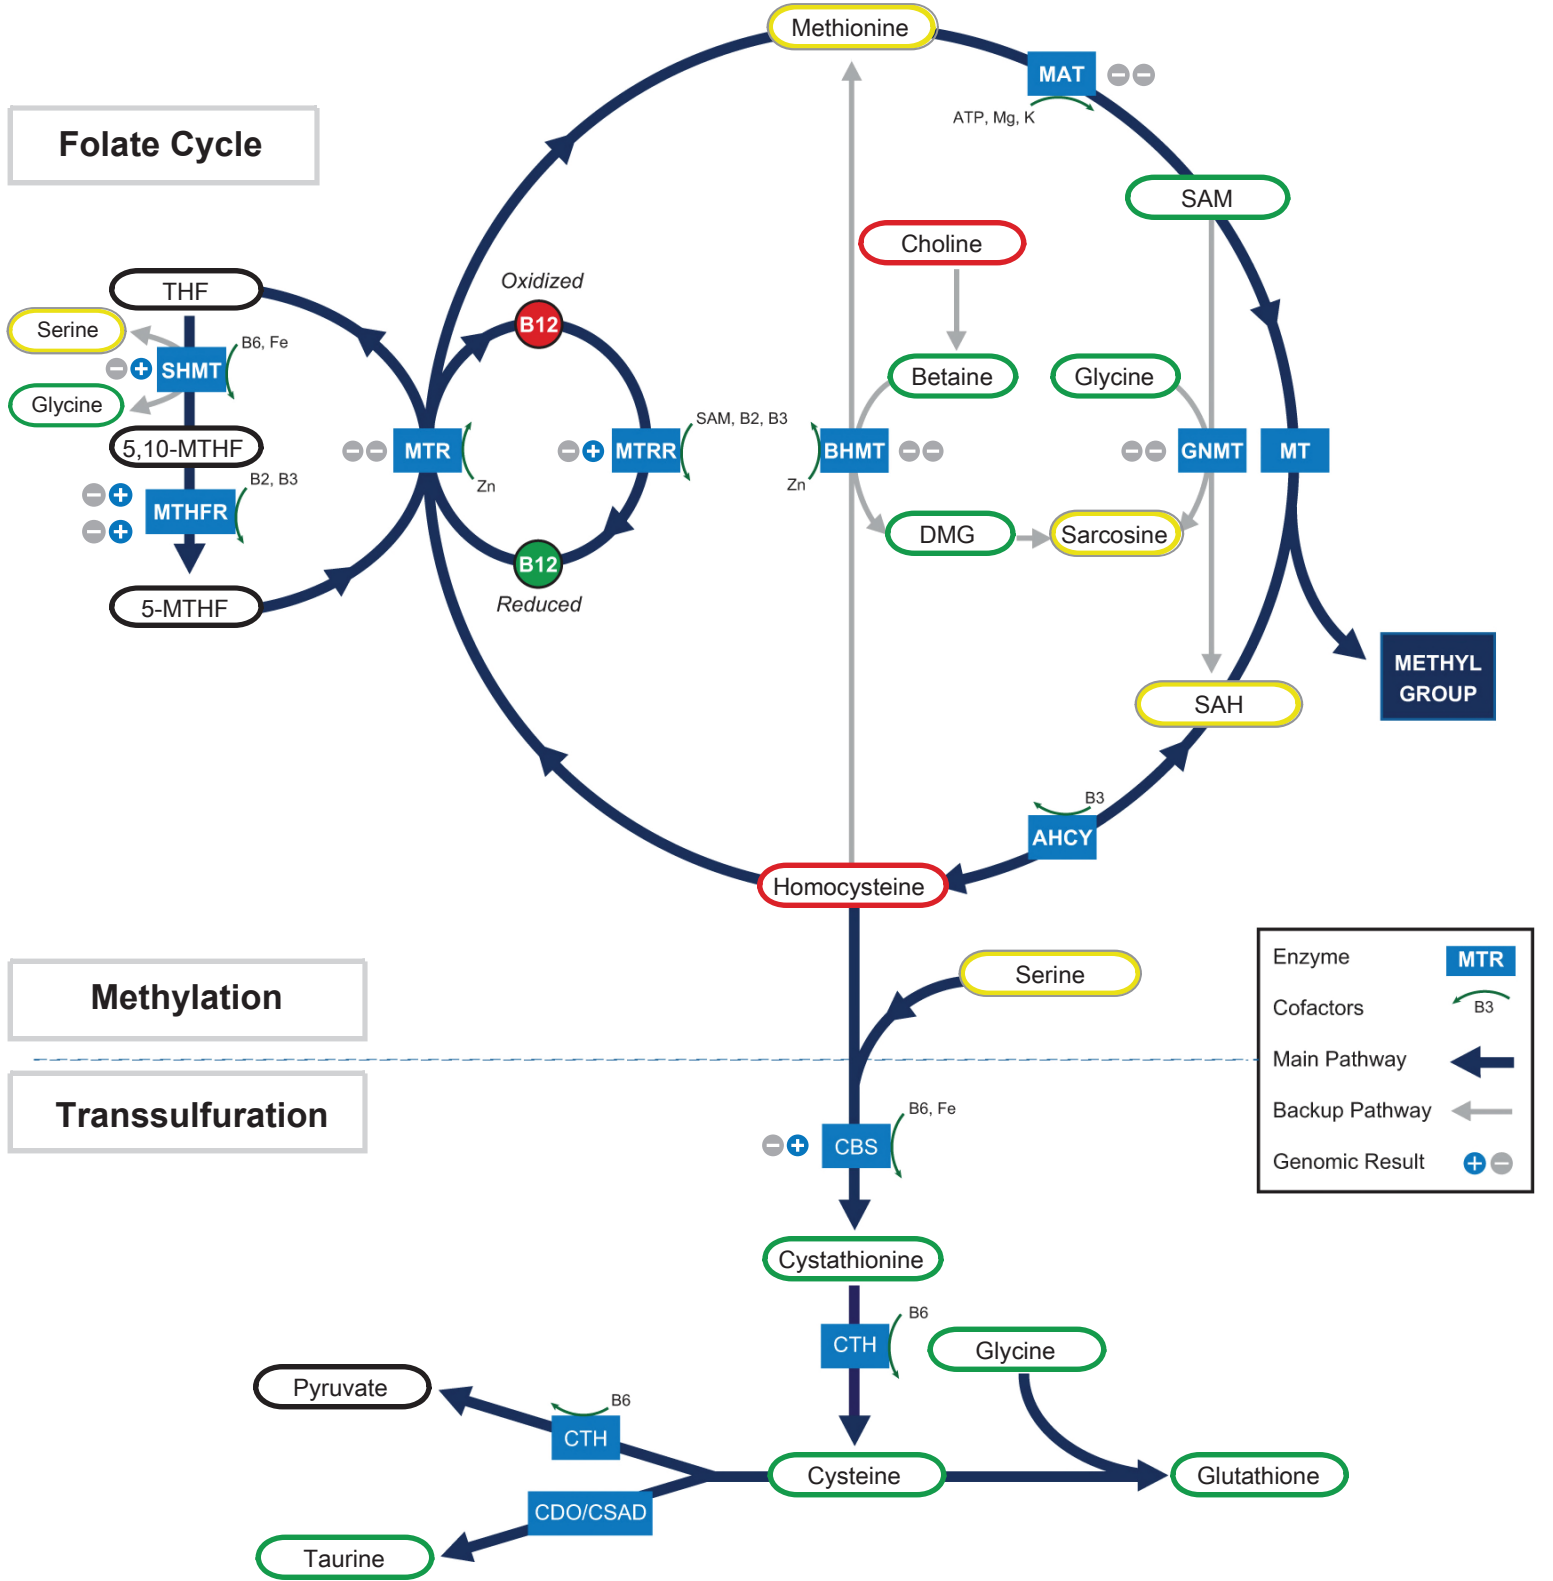 Methionine
MAT
− −
ATP, Mg, K
Folate Cycle
SAM
Choline
Oxidized
B12
THF
Serine
B6, Fe
− +
SHMT
Glycine
5,10-MTHF
B2, B3
− +
− +
MTHFR
5-MTHF
− −
MTR
Zn
− +
MTRR
SAM, B2, B3
B12
Reduced
Betaine
Glycine
BHMT
− −
Zn
− −
GNMT
MT
DMG
Sarcosine
METHYL
GROUP
SAH
B3
AHCY
Homocysteine
Serine
Methylation
Transsulfuration
Enzyme
MTR
Cofactors
B3
Main Pathway
Backup Pathway
Genomic Result
+ −
B6, Fe
− +
CBS
Cystathionine
B6
CTH
Glycine
Pyruvate
B6
CTH
Cysteine
Glutathione
CDO/CSAD
Taurine